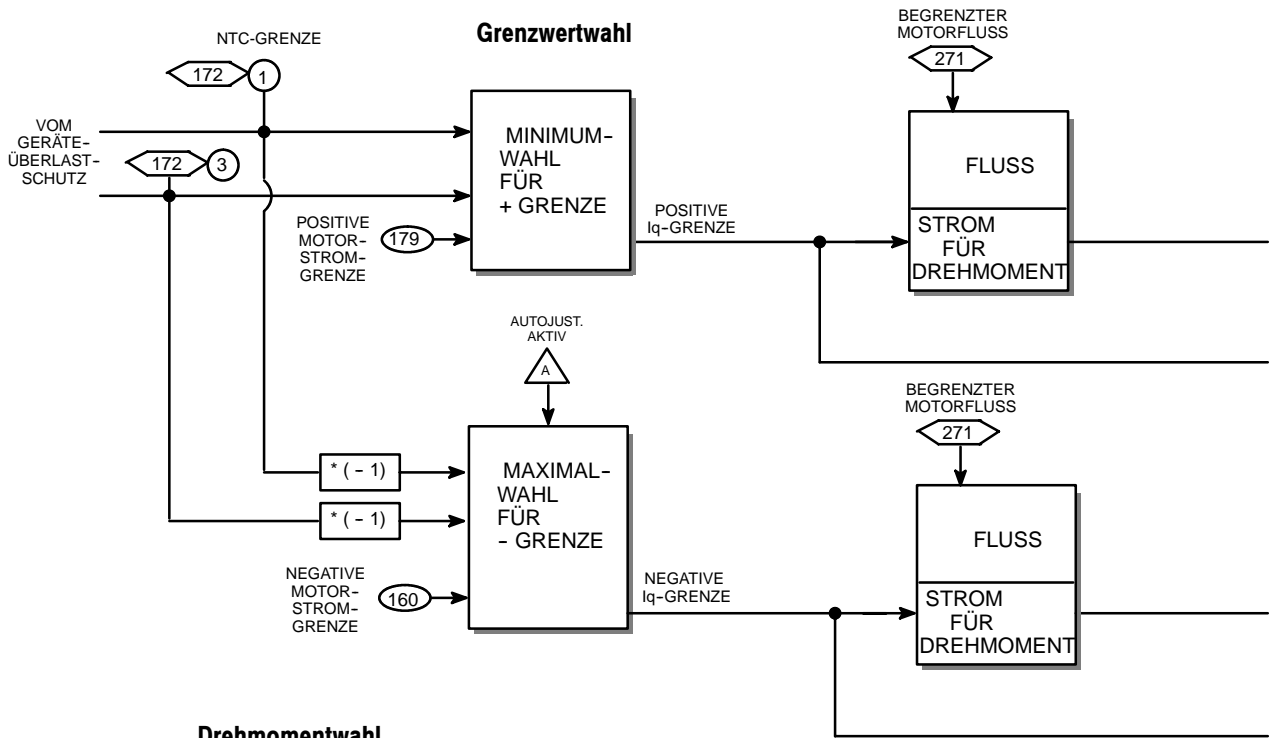 Grenzwertwahl
NTC-GRENZE
172
1
VOM
GERÄTE-
ÜBERLAST-
SCHUTZ
172
3
MINIMUM-
WAHL
FÜR
+ GRENZE
POSITIVE
MOTOR-
STROM-
GRENZE
179
POSITIVE
Iq-GRENZE
BEGRENZTER
MOTORFLUSS
271
FLUSS
STROM
FÜR
DREHMOMENT
AUTOJUST.
AKTIV
A
* ( - 1)
* ( - 1)
MAXIMAL-
WAHL
FÜR
- GRENZE
NEGATIVE
MOTOR-
STROM-
GRENZE
160
NEGATIVE
Iq-GRENZE
BEGRENZTER
MOTORFLUSS
271
FLUSS
STROM
FÜR
DREHMOMENT
Drehmomentwahl